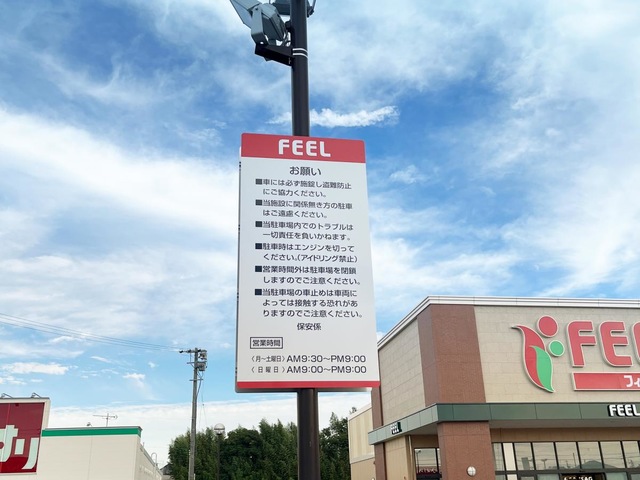 FEEL
お願い
■車には必ず施錠し盗難防止
にご協力ください。
■当施設に関係無き方の駐車
はご遠慮ください。
■当駐車場内でのトラブルは
一切責任を負いかねます。
■駐車時はエンジンを切って
ください。(アイドリング禁止)
■営業時間外は駐車場を閉鎖
しますのでご注意ください。
■当駐車場の車止めは車両に
よっては接触する恐れがあ
りますのでご注意ください。
保安係
営業時間
〈月〜土曜日〉AM9:30〜PM9:00
〈日曜日〉AM9:00〜PM9:00
FEE
フィ
FEEL